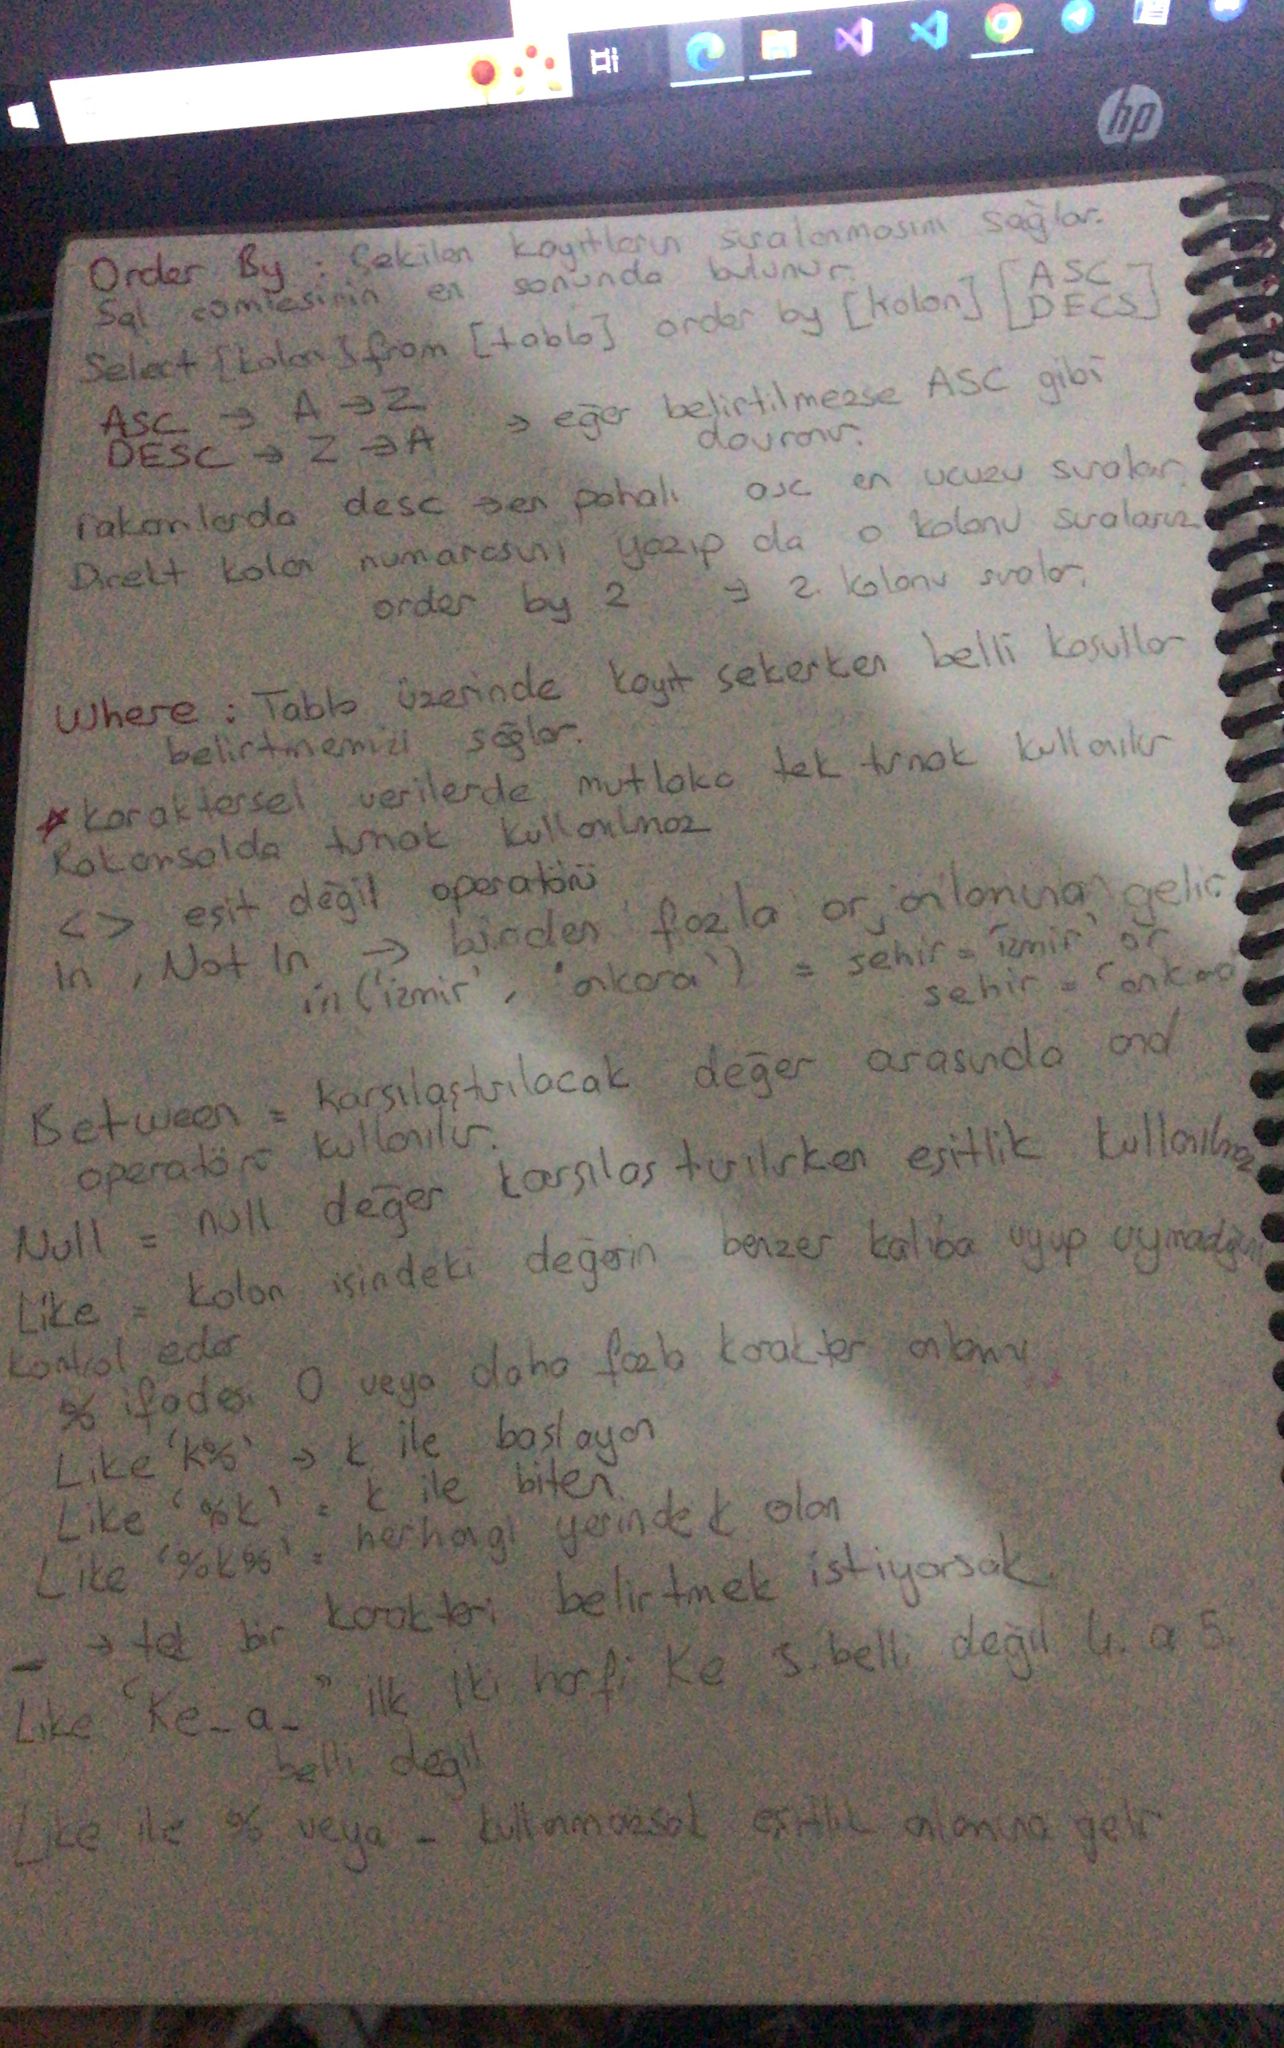 hp
Order By : Çekilen kayıtların sıralanmasını sağlar.
Sql cümlesinin en sonunda bulunur.
Select [kolon] from [tablo] order by [kolon] [ASC
DECS]
ASC → A → Z
DESC → Z → A → eğer belirtilmezse ASC gibi
davranır.
rakamlarda desc → en pahalı asc en ucuzu sıralar.
Direkt kolon numarasını yazıp da o kolonu sıralarız
order by 2 → 2. kolonu sıralar.
Where : Tablo üzerinde kayıt çekerken belli koşullar
belirtmemizi sağlar.
* Karaktersel verilerde mutlaka tek tırnak kullanılır
Rakamsalda tırnak kullanılmaz
<> eşit değil operatörü
In , Not In → birden fazla or anlamına gelir
in ('izmir', 'ankara') = sehir = 'izmir' or
sehir = 'ankara
Between = karşılaştırılacak değer arasında and
operatörü kullanılır.
Null = null değer karşılaştırılırken eşitlik kullanılmaz
Like = kolon içindeki değerin benzer kalıba uyup uymadığını
kontrol eder
% ifadesi 0 veya daha fazla karakter anlamı
Like 'k%' → k ile başlayan
Like '%k' = k ile biten
Like '%k%' = herhangi yerinde k olan
_ → tek bir karakteri belirtmek istiyorsak
Like "Ke_a_" ilk iki harfi Ke 3. belli değil 4. a 5.
belli değil
Like ile % veya _ kullanmazsak eşitlik anlamına gelir